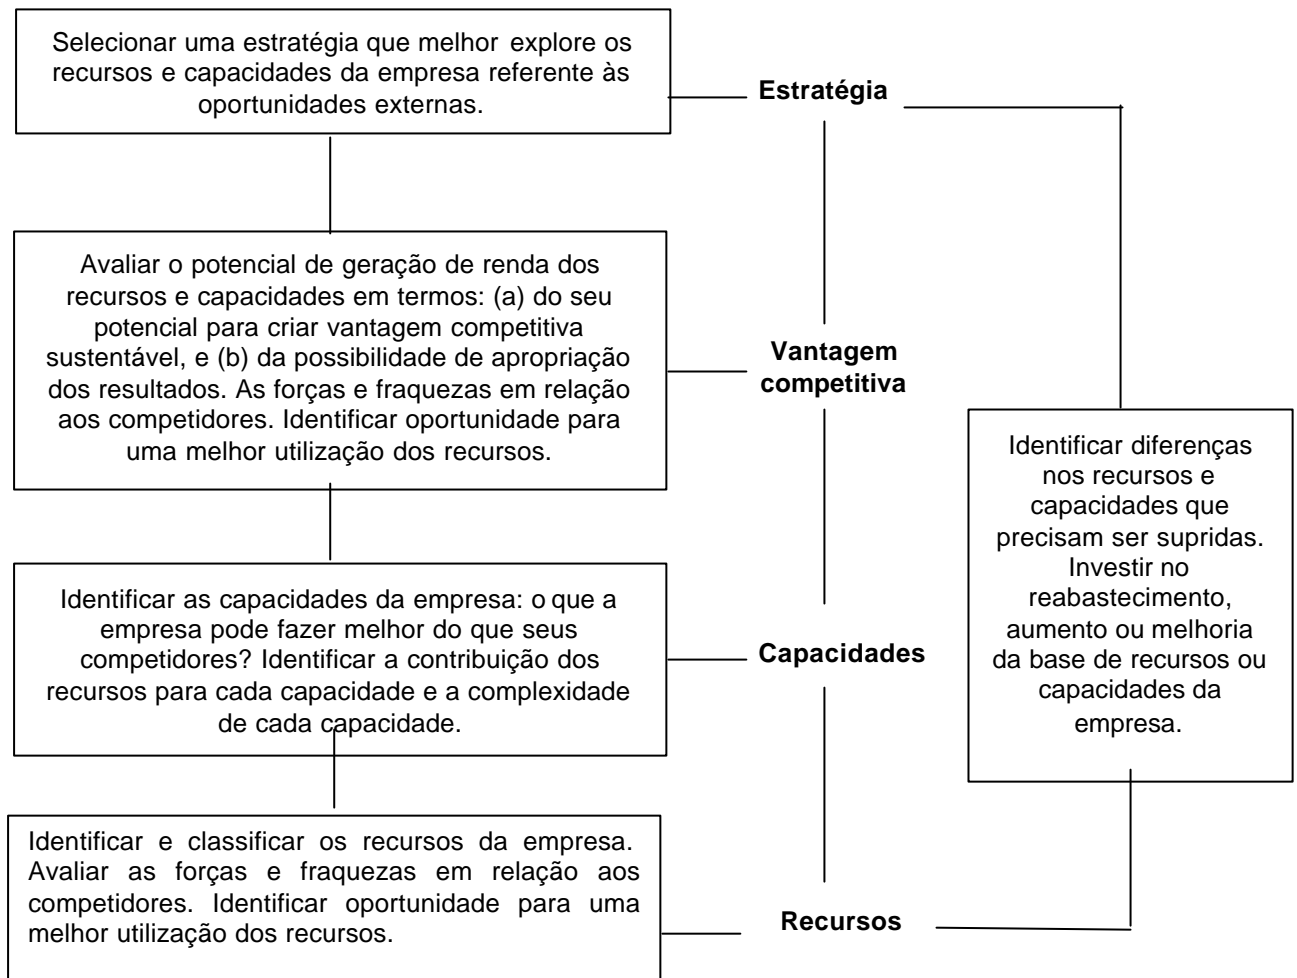 Selecionar uma estratégia que melhor explore os
recursos e capacidades da empresa referente às
oportunidades externas.
Estratégia
Avaliar o potencial de geração de renda dos
recursos e capacidades em termos: (a) do seu
potencial para criar vantagem competitiva
sustentável, e (b) da possibilidade de apropriação
dos resultados. As forças e fraquezas em relação
aos competidores. Identificar oportunidade para
uma melhor utilização dos recursos.
Vantagem
competitiva
Identificar as capacidades da empresa: o que a
empresa pode fazer melhor do que seus
competidores? Identificar a contribuição dos
recursos para cada capacidade e a complexidade
de cada capacidade.
Capacidades
Identificar e classificar os recursos da empresa.
Avaliar as forças e fraquezas em relação aos
competidores. Identificar oportunidade para uma
melhor utilização dos recursos.
Recursos
Identificar diferenças
nos recursos e
capacidades que
precisam ser supridas.
Investir no
reabastecimento,
aumento ou melhoria
da base de recursos ou
capacidades da
empresa.